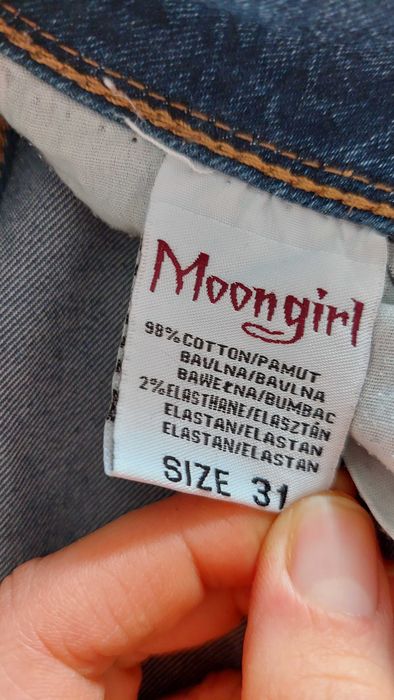 Moongirl
98%COTTON/PAMUT
BAVLNA/BAVLNA
BAWEŁNA/BUMBAC
2%ELASTHANE/ELASZTÁN
ELASTAN/ELASTAN
ELASTAN/ELASTAN
SIZE 31